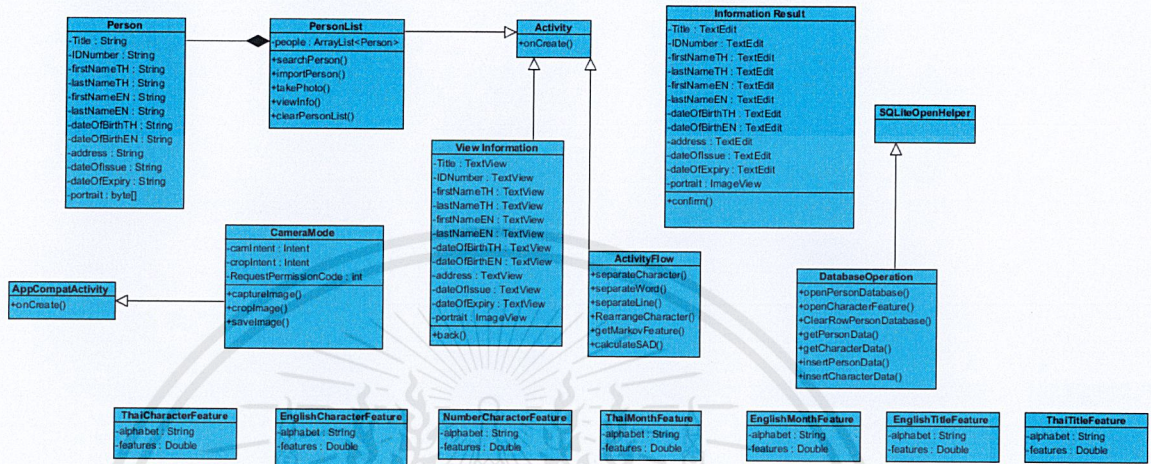 Person
-Title : String
-IDNumber : String
-firstNameTH : String
-lastNameTH : String
-firstNameEN : String
-lastNameEN : String
-dateOfBirthTH : String
-dateOfBirthEN : String
-address : String
-dateOfIssue : String
-dateOfExpiry : String
-portrait : byte[]
PersonList
-people : ArrayList<Person>
+searchPerson()
+importPerson()
+takePhoto()
+viewInfo()
+clearPersonList()
Activity
+onCreate()
Information Result
-Title : TextEdit
-IDNumber : TextEdit
-firstNameTH : TextEdit
-lastNameTH : TextEdit
-firstNameEN : TextEdit
-lastNameEN : TextEdit
-dateOfBirthTH : TextEdit
-dateOfBirthEN : TextEdit
-address : TextEdit
-dateOfIssue : TextEdit
-dateOfExpiry : TextEdit
-portrait : ImageView
+confirm()
SQLiteOpenHelper
View Information
-Title : TextView
-IDNumber : TextView
-firstNameTH : TextView
-lastNameTH : TextView
-firstNameEN : TextView
-lastNameEN : TextView
-dateOfBirthTH : TextView
-dateOfBirthEN : TextView
-address : TextView
-dateOfIssue : TextView
-dateOfExpiry : TextView
-portrait : ImageView
+back()
CameraMode
-camIntent : Intent
-cropIntent : Intent
-RequestPermissionCode : int
+captureImage()
+cropImage()
+saveImage()
AppCompatActivity
+onCreate()
ActivityFlow
+separateCharacter()
+separateWord()
+separateLine()
+RearrangeCharacter()
+getMarkovFeature()
+calculateSAD()
DatabaseOperation
+openPersonDatabase()
+openCharacterFeature()
+ClearRowPersonDatabase()
+getPersonData()
+getCharacterData()
+insertPersonData()
+insertCharacterData()
ThaiCharacterFeature
-alphabet : String
-features : Double
EnglishCharacterFeature
-alphabet : String
-features : Double
NumberCharacterFeature
-alphabet : String
-features : Double
ThaiMonthFeature
-alphabet : String
-features : Double
EnglishMonthFeature
-alphabet : String
-features : Double
EnglishTitleFeature
-alphabet : String
-features : Double
ThaiTitleFeature
-alphabet : String
-features : Double